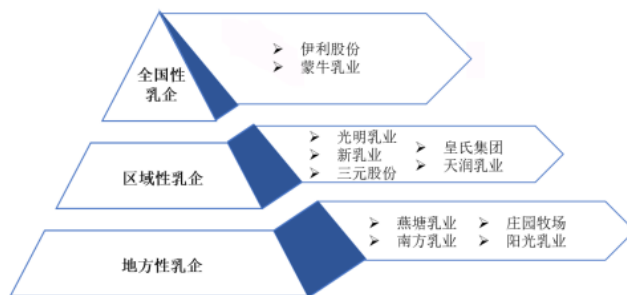 全国性
乳企
➢ 伊利股份
➢ 蒙牛乳业
区域性乳企
➢ 光明乳业
➢ 新乳业
➢ 三元股份
➢ 皇氏集团
➢ 天润乳业
地方性乳企
➢ 燕塘乳业
➢ 南方乳业
➢ 庄园牧场
➢ 阳光乳业